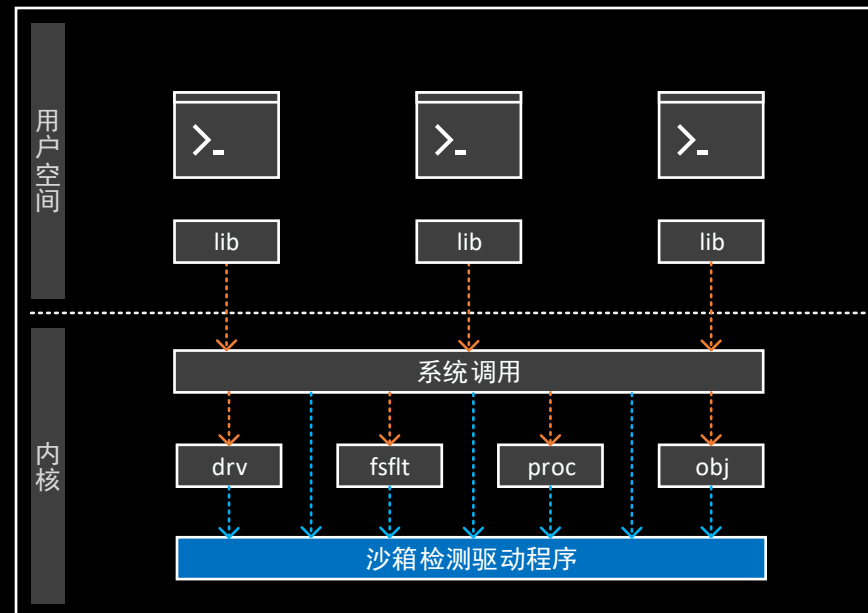 用户空间
lib
lib
lib
内核
系统调用
drv
fsflt
proc
obj
沙箱检测驱动程序